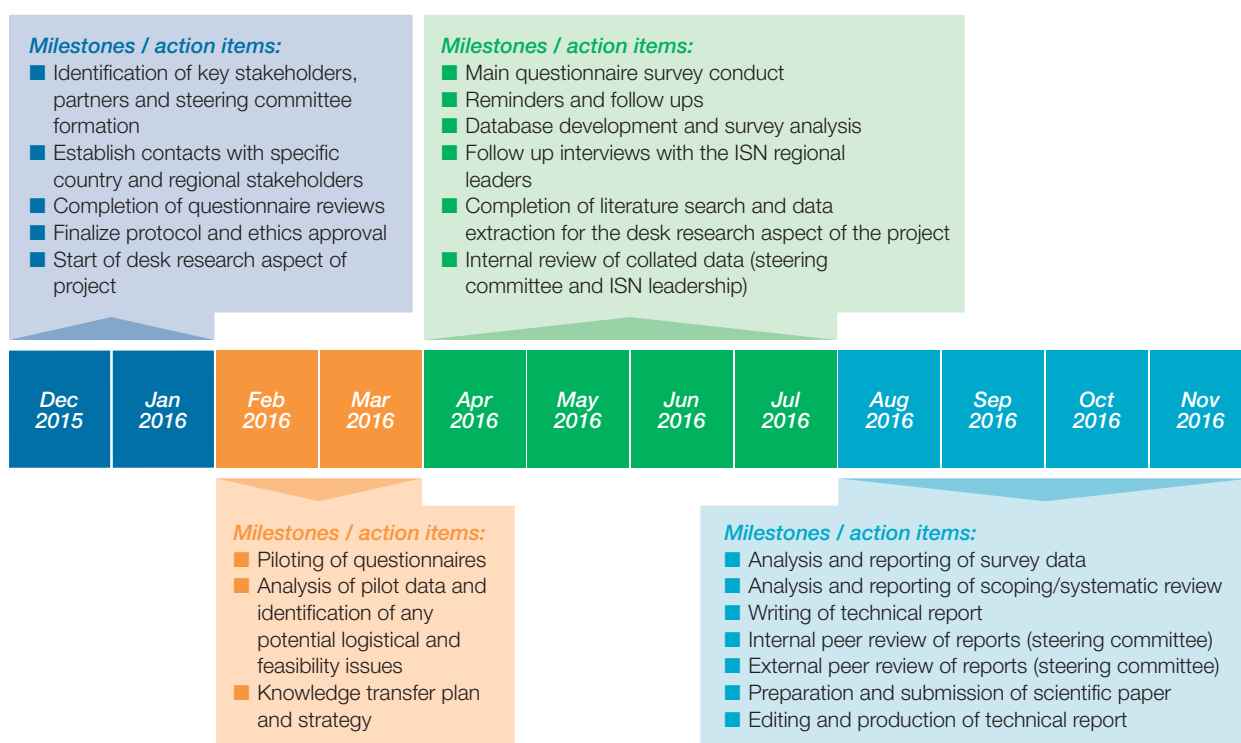 Milestones / action items:
■ Identification of key stakeholders,
partners and steering committee
formation
■ Establish contacts with specific
country and regional stakeholders
■ Completion of questionnaire reviews
■ Finalize protocol and ethics approval
■ Start of desk research aspect of
project
Milestones / action items:
■ Main questionnaire survey conduct
■ Reminders and follow ups
■ Database development and survey analysis
■ Follow up interviews with the ISN regional
leaders
■ Completion of literature search and data
extraction for the desk research aspect of the project
■ Internal review of collated data (steering
committee and ISN leadership)
Dec
2015
Jan
2016
Feb
2016
Mar
2016
Apr
2016
May
2016
Jun
2016
Jul
2016
Aug
2016
Sep
2016
Oct
2016
Nov
2016
Milestones / action items:
■ Piloting of questionnaires
■ Analysis of pilot data and
identification of any
potential logistical and
feasibility issues
■ Knowledge transfer plan
and strategy
Milestones / action items:
■ Analysis and reporting of survey data
■ Analysis and reporting of scoping/systematic review
■ Writing of technical report
■ Internal peer review of reports (steering committee)
■ External peer review of reports (steering committee)
■ Preparation and submission of scientific paper
■ Editing and production of technical report